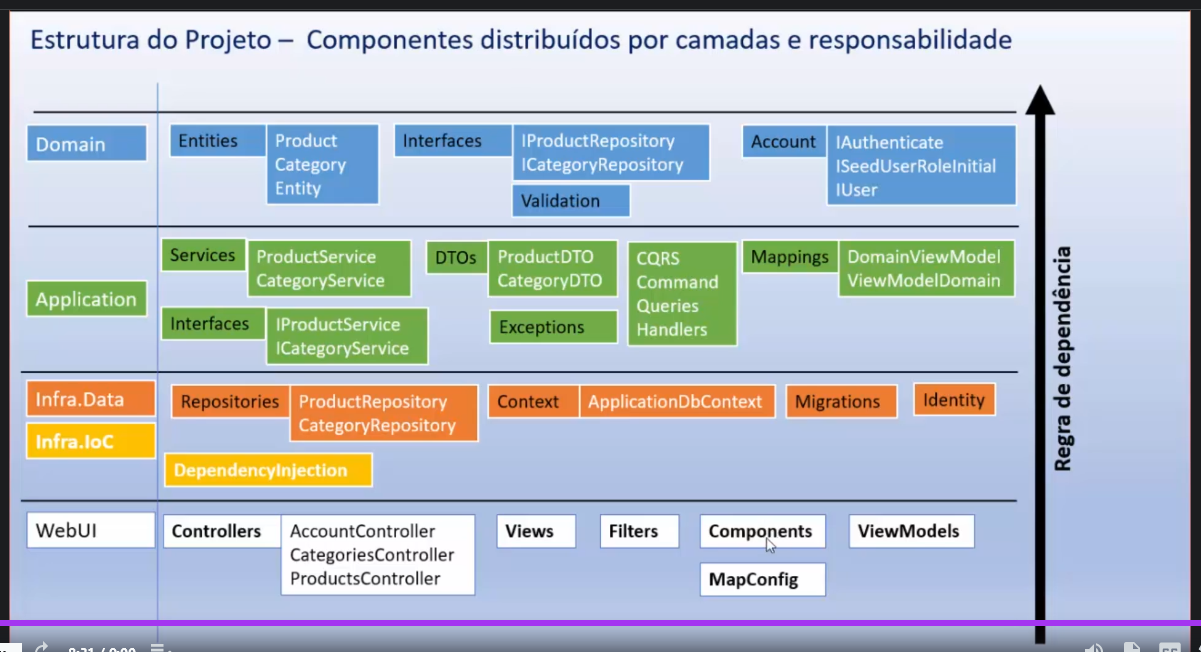 Estrutura do Projeto – Componentes distribuídos por camadas e responsabilidade
Domain
Entities
Product
Category
Entity
Interfaces
IProductRepository
ICategoryRepository
Validation
Account
IAuthenticate
ISeedUserRoleInitial
IUser
Application
Services
ProductService
CategoryService
Interfaces
IProductService
ICategoryService
DTOs
ProductDTO
CategoryDTO
Exceptions
CQRS
Command
Queries
Handlers
Mappings
DomainViewModel
ViewModelDomain
Infra.Data
Infra.IoC
Repositories
ProductRepository
CategoryRepository
Context
ApplicationDbContext
Migrations
Identity
DependencyInjection
WebUI
Controllers
AccountController
CategoriesController
ProductsController
Views
Filters
Components
MapConfig
ViewModels
Regra de dependência